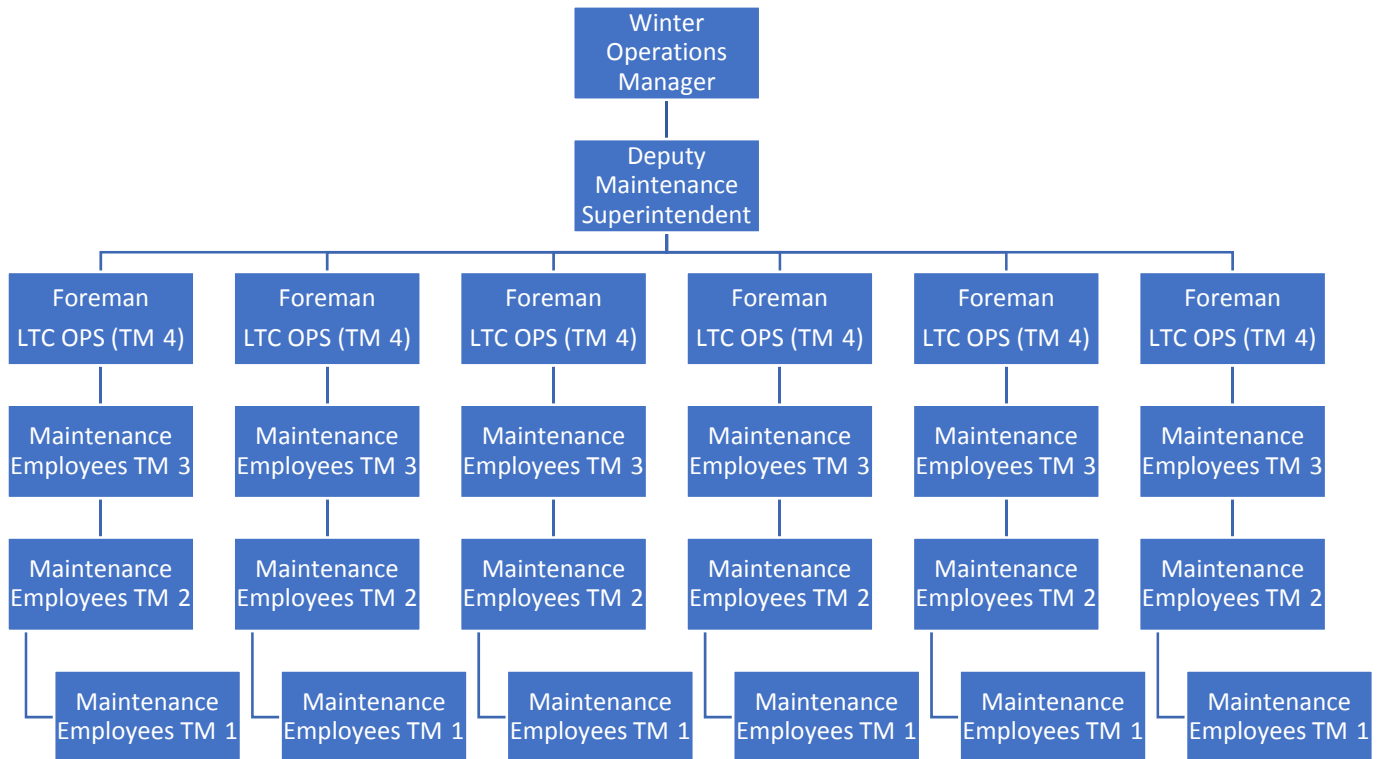 Winter
Operations
Manager
Deputy
Maintenance
Superintendent
Foreman
LTC OPS (TM 4)
Foreman
LTC OPS (TM 4)
Foreman
LTC OPS (TM 4)
Foreman
LTC OPS (TM 4)
Foreman
LTC OPS (TM 4)
Foreman
LTC OPS (TM 4)
Maintenance
Employees TM 3
Maintenance
Employees TM 3
Maintenance
Employees TM 3
Maintenance
Employees TM 3
Maintenance
Employees TM 3
Maintenance
Employees TM 3
Maintenance
Employees TM 2
Maintenance
Employees TM 2
Maintenance
Employees TM 2
Maintenance
Employees TM 2
Maintenance
Employees TM 2
Maintenance
Employees TM 2
Maintenance
Employees TM 1
Maintenance
Employees TM 1
Maintenance
Employees TM 1
Maintenance
Employees TM 1
Maintenance
Employees TM 1
Maintenance
Employees TM 1